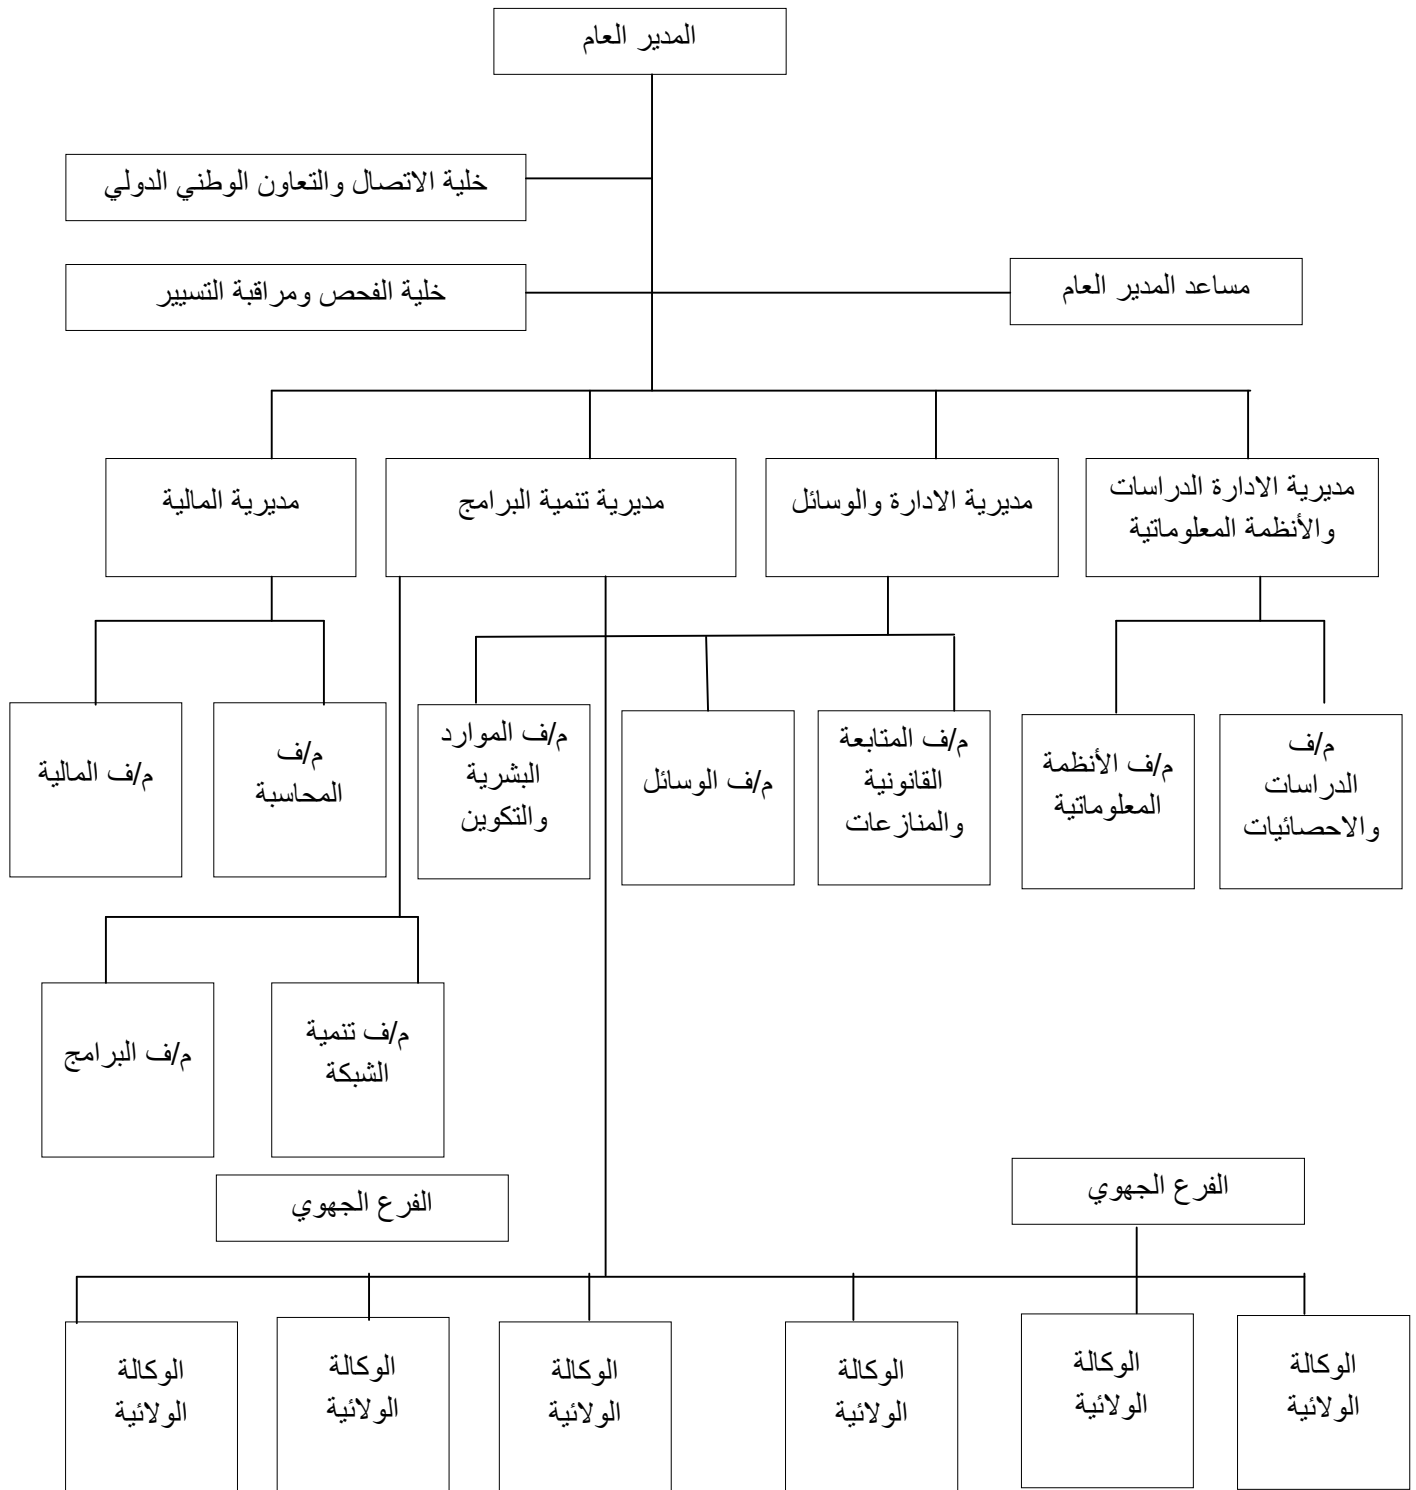 المدير العام
خلية الاتصال والتعاون الوطني الدولي
مساعد المدير العام
خلية الفحص ومراقبة التسيير
مديرية الادارة الدراسات
والأنظمة المعلوماتية
مديرية الادارة والوسائل
مديرية تنمية البرامج
مديرية المالية
م/ف
الدراسات
والاحصائيات
م/ف الأنظمة
المعلوماتية
م/ف المتابعة
القانونية
والمنازعات
م/ف الوسائل
م/ف الموارد
البشرية
والتكوين
م/ف
المحاسبة
م/ف المالية
م/ف تنمية
الشبكة
م/ف البرامج
الفرع الجهوي
الفرع الجهوي
الوكالة
الولائية
الوكالة
الولائية
الوكالة
الولائية
الوكالة
الولائية
الوكالة
الولائية
الوكالة
الولائية